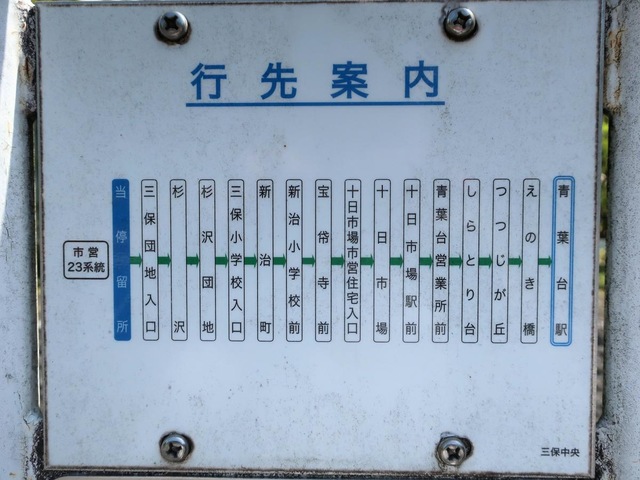 行先案内
市営
23系統
当停留所
三保団地入口
杉沢
杉沢団地
三保小学校入口
新治町
新治小学校前
宝帒寺前
十日市場市営住宅入口
十日市場
十日市場駅前
青葉台営業所前
しらとり台
つつじが丘
えのき橋
青葉台駅
三保中央